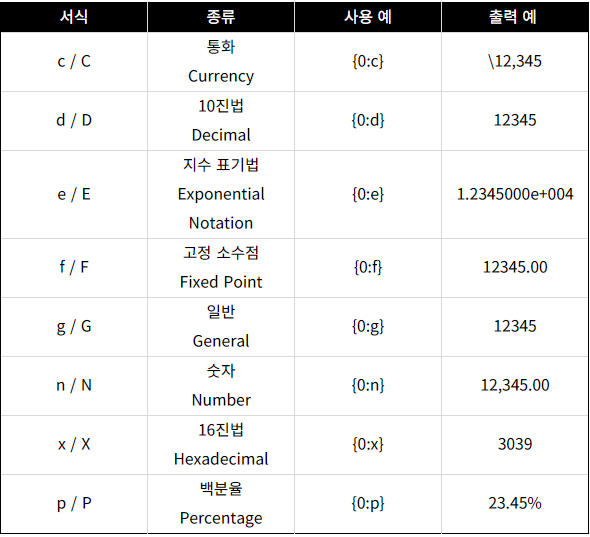 서식 종류 사용 예 출력 예
c / C 통화 Currency {0:c} \12,345
d / D 10진법 Decimal {0:d} 12345
e / E 지수 표기법 Exponential Notation {0:e} 1.2345000e+004
f / F 고정 소수점 Fixed Point {0:f} 12345.00
g / G 일반 General {0:g} 12345
n / N 숫자 Number {0:n} 12,345.00
x / X 16진법 Hexadecimal {0:x} 3039
p / P 백분율 Percentage {0:p} 23.45%